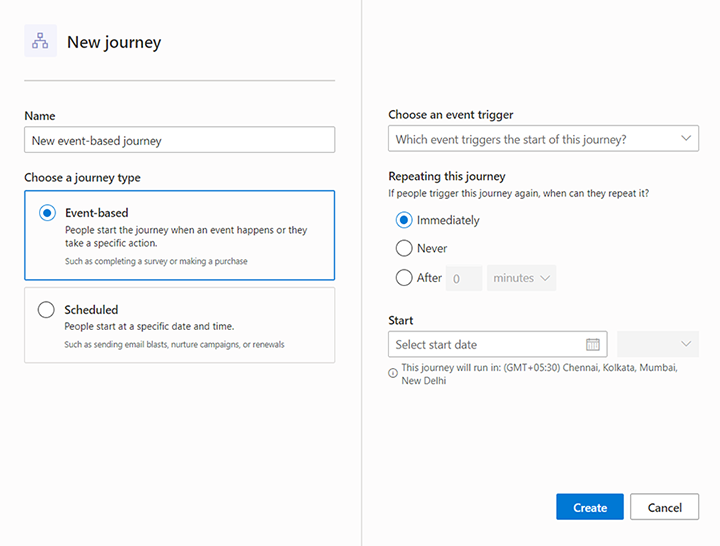 New journey
Name
New event-based journey
Choose a journey type
Event-based
People start the journey when an event happens or they
take a specific action.
Such as completing a survey or making a purchase
Scheduled
People start at a specific date and time.
Such as sending email blasts, nurture campaigns, or renewals
Choose an event trigger
Which event triggers the start of this journey?
Repeating this journey
If people trigger this journey again, when can they repeat it?
Immediately
Never
After 0 minutes
Start
Select start date
This journey will run in: (GMT+05:30) Chennai, Kolkata, Mumbai,
New Delhi
Create Cancel